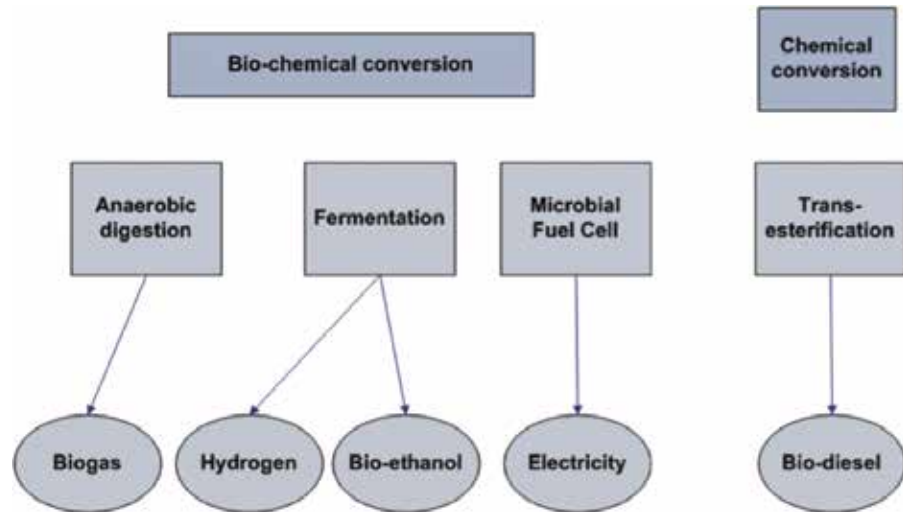 Bio-chemical conversion
Chemical
conversion
Anaerobic
digestion
Fermentation
Microbial
Fuel Cell
Trans-
esterification
Biogas
Hydrogen
Bio-ethanol
Electricity
Bio-diesel